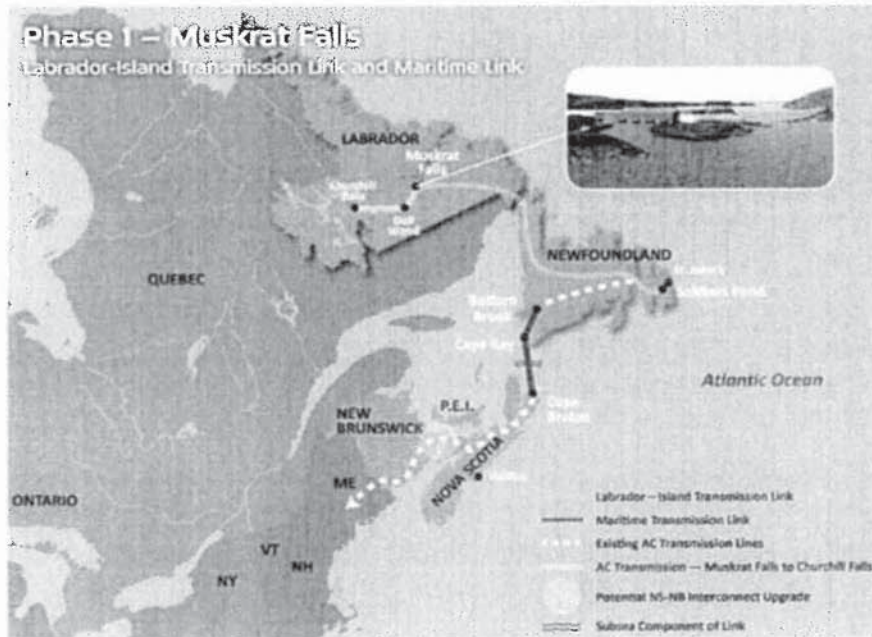 Phase 1 – Muskrat Falls
Labrador-Island Transmission Link and Maritime Link
LABRADOR
Muskrat
Falls
Churchill
Falls
Gull
Island
NEWFOUNDLAND
St. John's
Soldiers Pond
QUEBEC
Bottom
Brook
Cape Ray
Atlantic Ocean
P.E.I.
Cape
Breton
NEW
BRUNSWICK
NOVA SCOTIA
Halifax
ME
ONTARIO
VT
NH
NY
Labrador – Island Transmission Link
Maritime Transmission Link
Existing AC Transmission Lines
AC Transmission — Muskrat Falls to Churchill Falls
Potential NS-NB Interconnect Upgrade
Subsea Component of Link